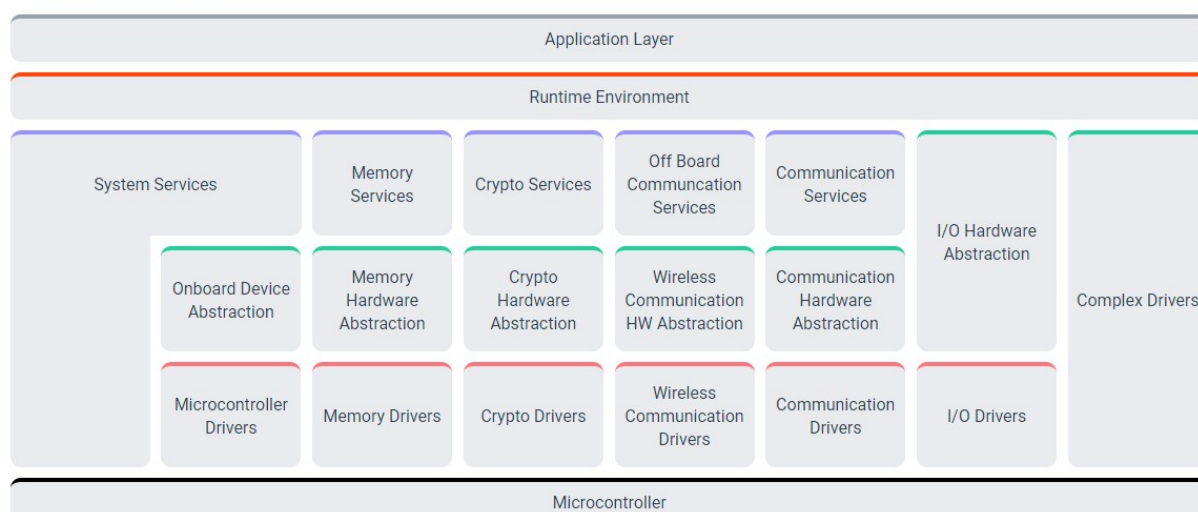 Application Layer
Runtime Environment
System Services
Memory
Services
Crypto Services
Off Board
Communcation
Services
Communication
Services
I/O Hardware
Abstraction
Complex Drivers
Onboard Device
Abstraction
Memory
Hardware
Abstraction
Crypto
Hardware
Abstraction
Wireless
Communication
HW Abstraction
Communication
Hardware
Abstraction
Microcontroller
Drivers
Memory Drivers
Crypto Drivers
Wireless
Communication
Drivers
Communication
Drivers
I/O Drivers
Microcontroller